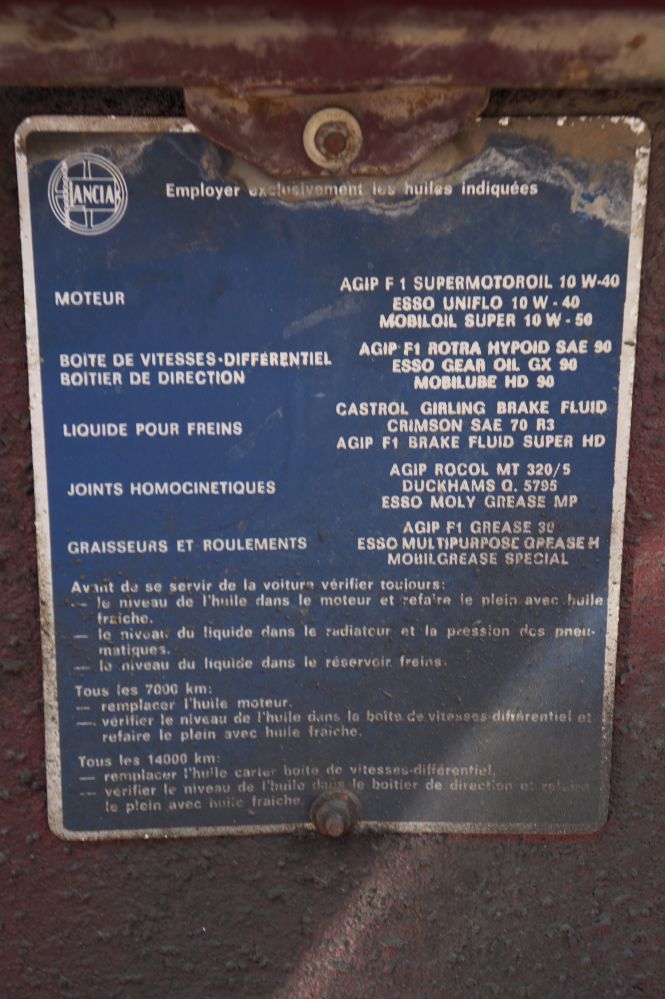 LANCIA
Employer exclusivement les huiles indiquées
MOTEUR
AGIP F 1 SUPERMOTOROIL 10 W-40
ESSO UNIFLO 10 W - 40
MOBILOIL SUPER 10 W - 50
BOITE DE VITESSES-DIFFÉRENTIEL
BOITIER DE DIRECTION
AGIP F1 ROTRA HYPOID SAE 90
ESSO GEAR OIL GX 90
MOBILUBE HD 90
LIQUIDE POUR FREINS
CASTROL GIRLING BRAKE FLUID
CRIMSON SAE 70 R3
AGIP F1 BRAKE FLUID SUPER HD
JOINTS HOMOCINETIQUES
AGIP ROCOL MT 320/5
DUCKHAMS Q. 5795
ESSO MOLY GREASE MP
GRAISSEURS ET ROULEMENTS
AGIP F1 GREASE 30
ESSO MULTIPURPOSE GREASE H
MOBILGREASE SPECIAL
Avant de se servir de la voiture vérifier toujours:
— le niveau de l'huile dans le moteur et refaire le plein avec huile
fraîche.
— le niveau du liquide dans le radiateur et la pression des pneu-
matiques.
— le niveau du liquide dans le réservoir freins.
Tous les 7000 km:
— remplacer l'huile moteur.
— vérifier le niveau de l'huile dans la boîte de vitesses-différentiel et
refaire le plein avec huile fraîche.
Tous les 14000 km:
— remplacer l'huile carter boîte de vitesses-différentiel.
— vérifier le niveau de l'huile dans le boîtier de direction et refaire
le plein avec huile fraîche